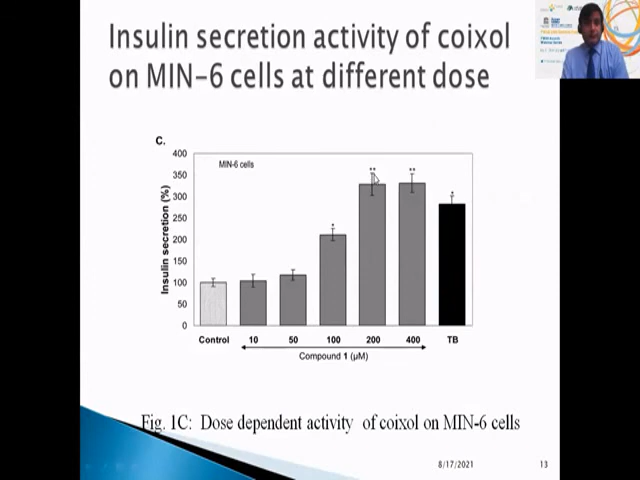 Insulin secretion activity of coixol
on MIN-6 cells at different dose
C.
MIN-6 cells
Insulin secretion (%)
400
350
300
250
200
150
100
50
0
*
**
**
*
Control 10 50 100 200 400 TB
Compound 1 (µM)
Fig. 1C: Dose dependent activity of coixol on MIN-6 cells
8/17/2021 13